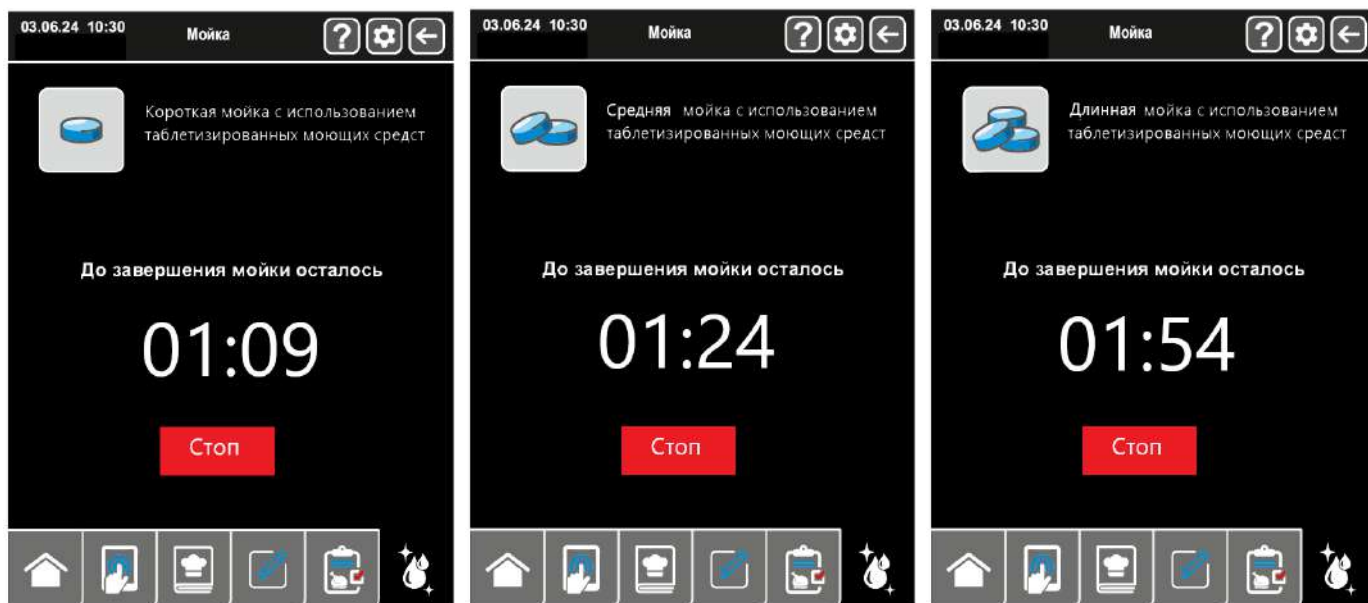 03.06.24 10:30 Мойка ?
Короткая мойка с использованием
таблетизированных моющих средст
До завершения мойки осталось
01:09
Стоп
03.06.24 10:30 Мойка ?
Средняя мойка с использованием
таблетизированных моющих средст
До завершения мойки осталось
01:24
Стоп
03.06.24 10:30 Мойка ?
Длинная мойка с использованием
таблетизированных моющих средст
До завершения мойки осталось
01:54
Стоп